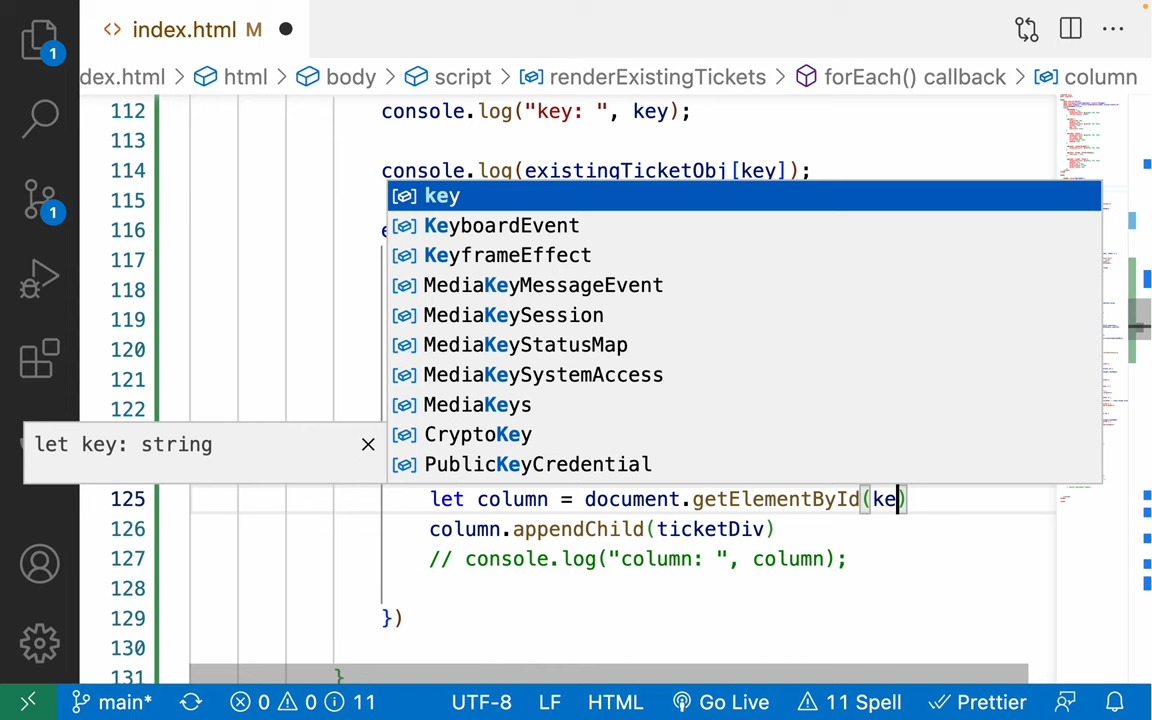 index.html M
1
dex.html > html > body > script > renderExistingTickets > forEach() callback > column
112 console.log("key: ", key);
113
114 console.log(existingTicketObj[key]);
115
key
116 e
KeyboardEvent
117
KeyframeEffect
118
MediaKeyMessageEvent
119
MediaKeySession
120
MediaKeyStatusMap
121
MediaKeySystemAccess
122
MediaKeys
CryptoKey
let key: string
PublicKeyCredential
125 let column = document.getElementById(ke)
126 column.appendChild(ticketDiv)
127 // console.log("column: ", column);
128
129 })
130
131 }
1
main* 0 0 11 UTF-8 LF HTML Go Live 11 Spell Prettier